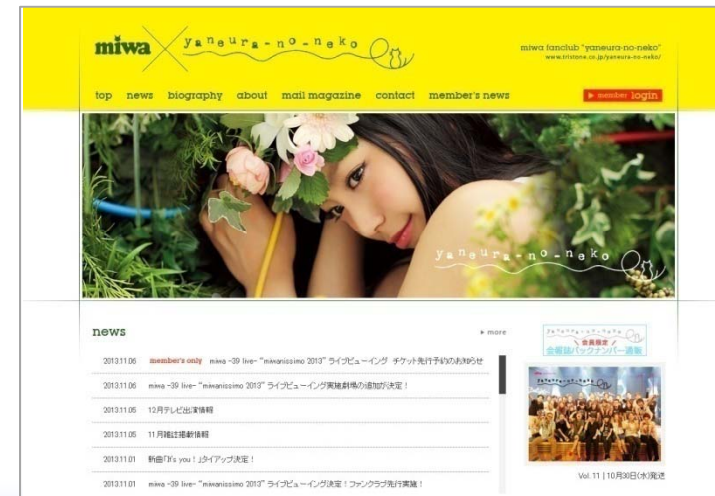 miwa
yaneura-no-neko
miwa fanclub "yaneura-no-neko"
www.tristone.co.jp/yaneura-no-neko/
top news biography about mail magazine contact member's news
member login
yaneura-no-neko
news
more
2013.11.06 member's only miwa -39 live- "miwanissimo 2013" ライブビューイング チケット先行予約のお知らせ
2013.11.06 miwa -39 live- "miwanissimo 2013" ライブビューイング実施劇場の追加が決定！
2013.11.05 12月テレビ出演情報
2013.11.05 11月雑誌掲載情報
2013.11.01 新曲「It's you！」タイアップ決定！
2013.11.01 miwa -39 live- "miwanissimo 2013" ライブビューイング決定！ファンクラブ先行実施！
yaneura-no-neko
会員限定
会報誌バックナンバー通販
Vol. 11 | 10月30日(水)発送